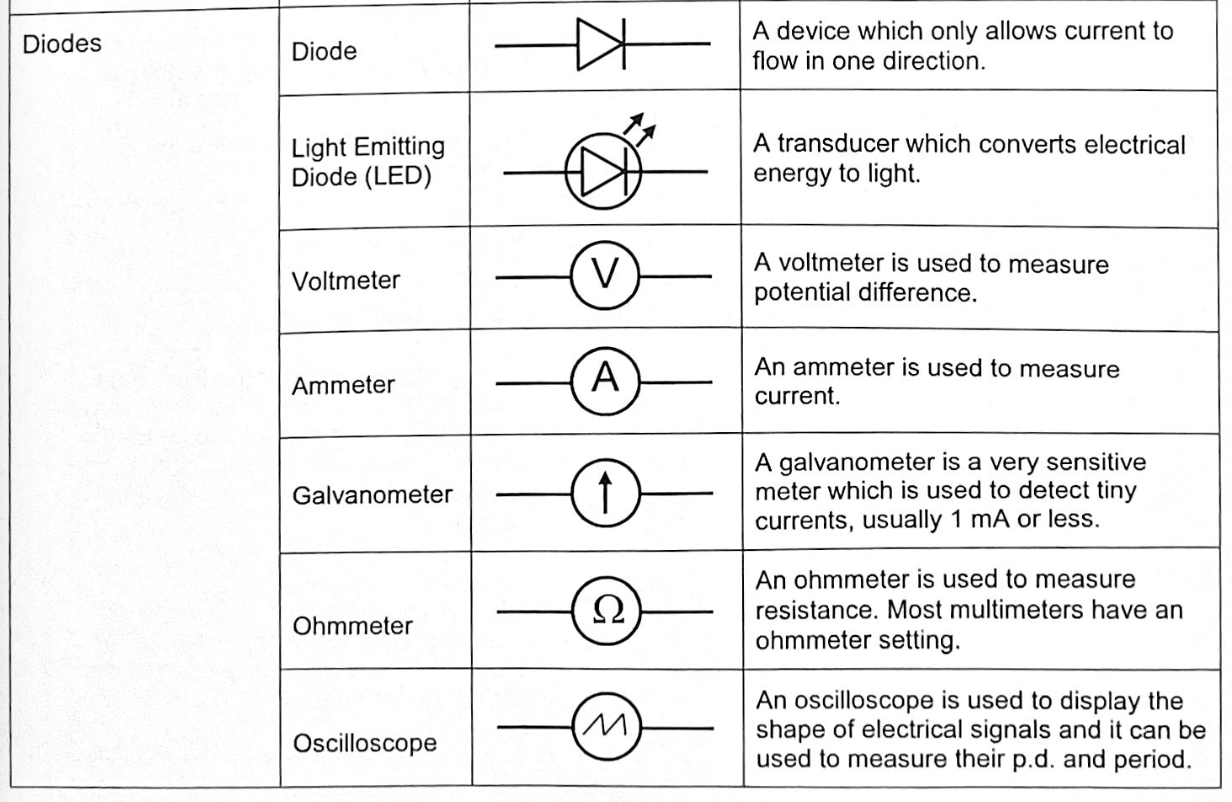 Diodes
Diode
A device which only allows current to
flow in one direction.
Light Emitting
Diode (LED)
A transducer which converts electrical
energy to light.
Voltmeter
V
A voltmeter is used to measure
potential difference.
Ammeter
A
An ammeter is used to measure
current.
Galvanometer
A galvanometer is a very sensitive
meter which is used to detect tiny
currents, usually 1 mA or less.
Ohmmeter
Ω
An ohmmeter is used to measure
resistance. Most multimeters have an
ohmmeter setting.
Oscilloscope
An oscilloscope is used to display the
shape of electrical signals and it can be
used to measure their p.d. and period.